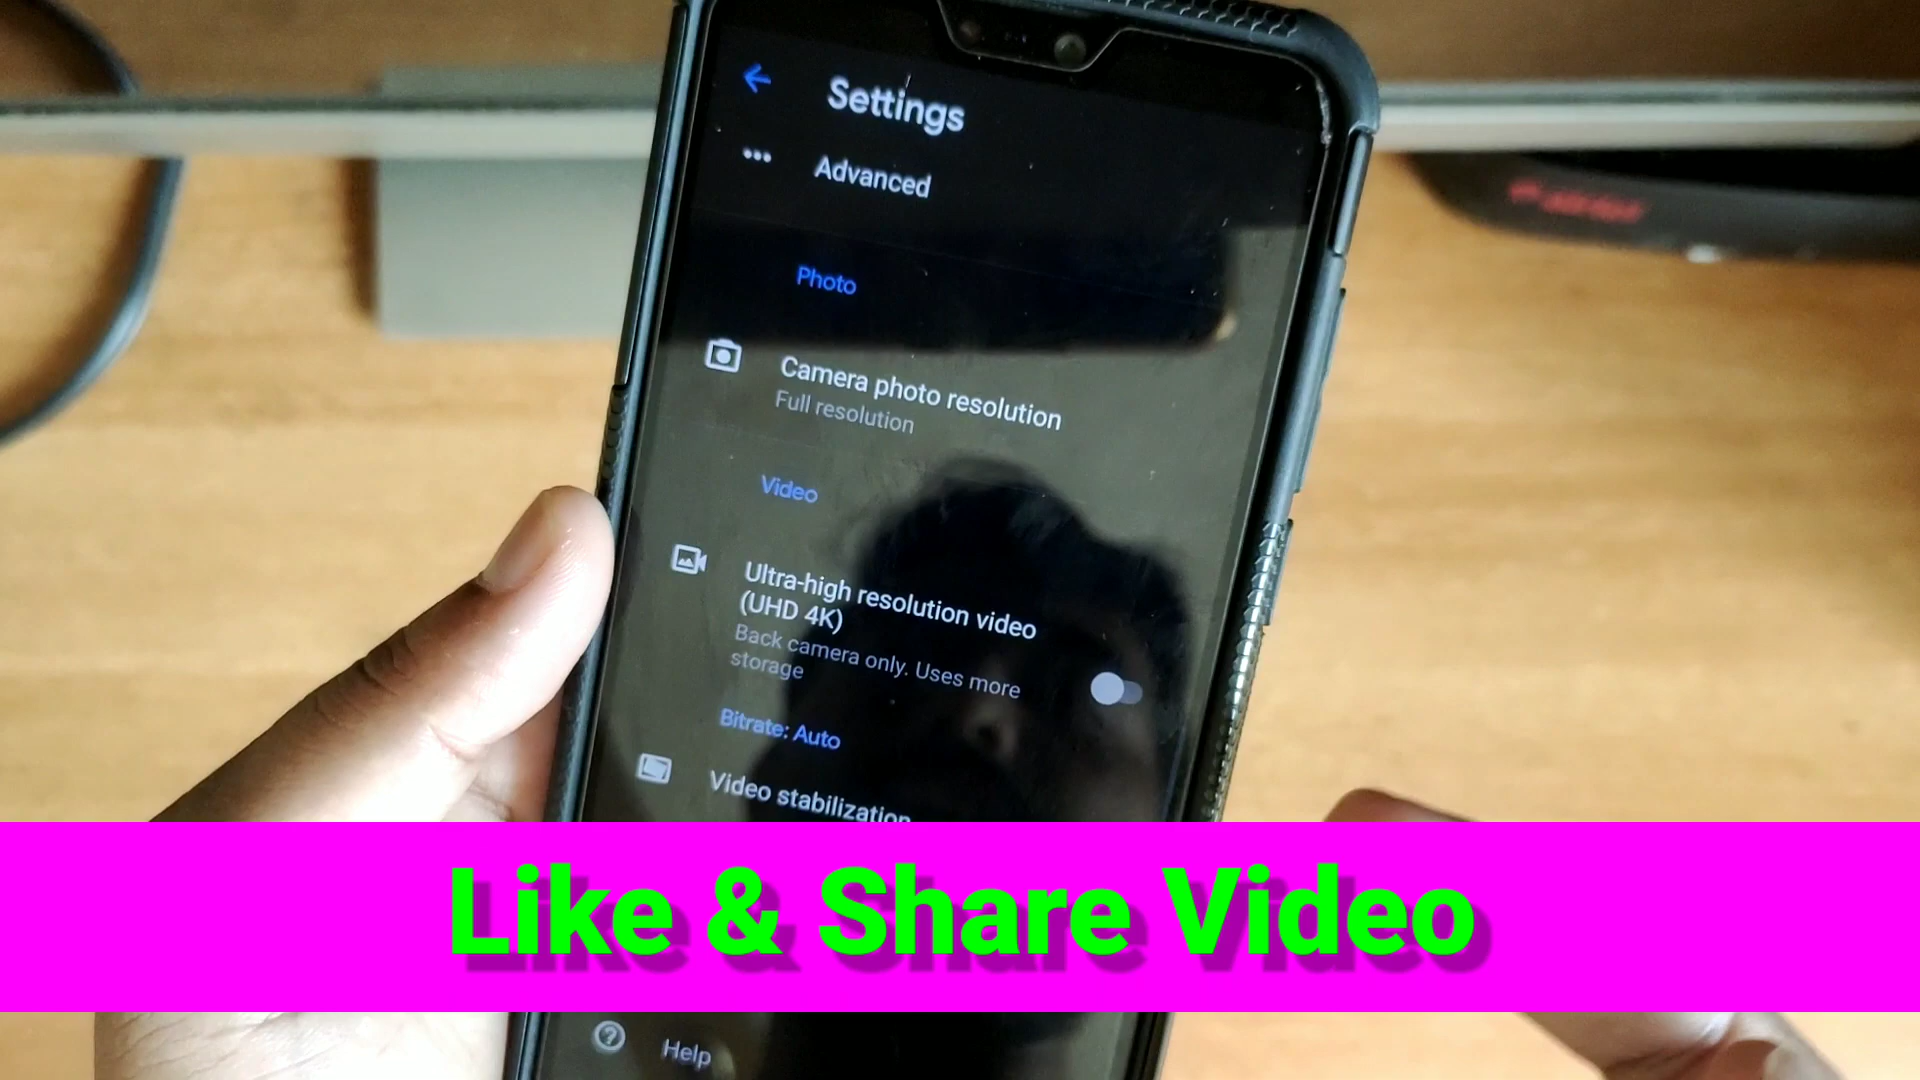 Settings
Advanced
Photo
Camera photo resolution
Full resolution
Video
Ultra-high resolution video
(UHD 4K)
Back camera only. Uses more
storage
Bitrate: Auto
Video stabilization
Like & Share Video
Help